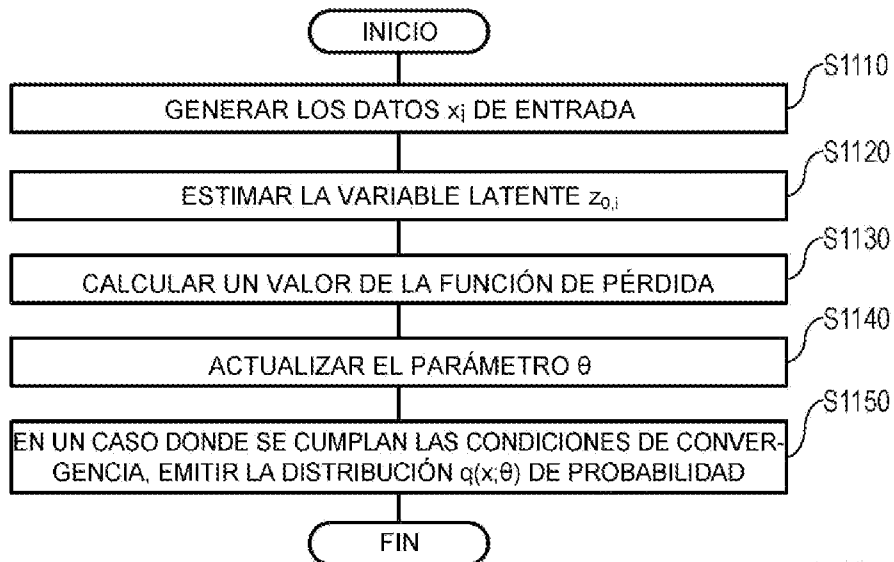 INICIO
S1110
GENERAR LOS DATOS xᵢ DE ENTRADA
S1120
ESTIMAR LA VARIABLE LATENTE z₀,ᵢ
S1130
CALCULAR UN VALOR DE LA FUNCIÓN DE PÉRDIDA
S1140
ACTUALIZAR EL PARÁMETRO θ
S1150
EN UN CASO DONDE SE CUMPLAN LAS CONDICIONES DE CONVER-
GENCIA, EMITIR LA DISTRIBUCIÓN q(x;θ) DE PROBABILIDAD
FIN